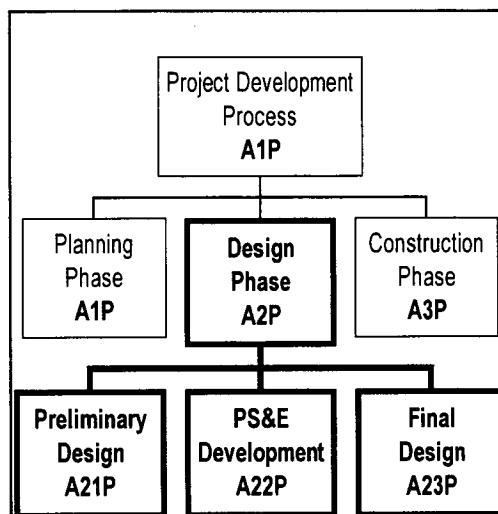 Project Development
Process
A1P
Planning
Phase
A1P
Design
Phase
A2P
Construction
Phase
A3P
Preliminary
Design
A21P
PS&E
Development
A22P
Final
Design
A23P